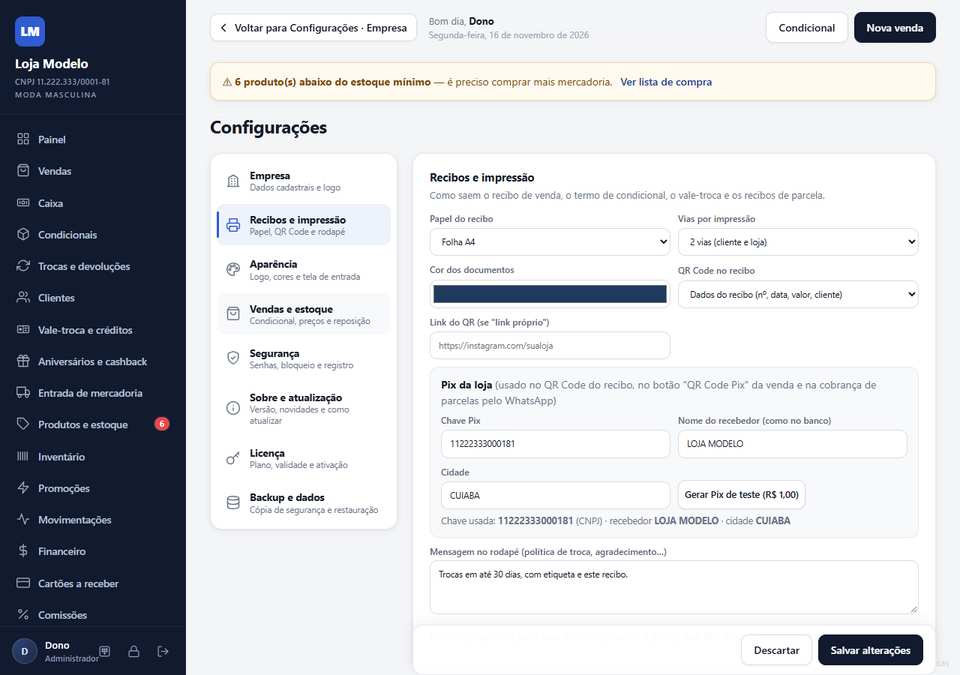 LM
Loja Modelo
CNPJ 11.222.333/0001-81
MODA MASCULINA
Painel
Vendas
Caixa
Condicionais
Trocas e devoluções
Clientes
Vale-troca e créditos
Aniversários e cashback
Entrada de mercadoria
Produtos e estoque 6
Inventário
Promoções
Movimentações
Financeiro
Cartões a receber
Comissões
D
Dono
Administrador
Voltar para Configurações · Empresa
Bom dia, Dono
Segunda-feira, 16 de novembro de 2026
Condicional
Nova venda
⚠ 6 produto(s) abaixo do estoque mínimo — é preciso comprar mais mercadoria. Ver lista de compra
Configurações
Empresa
Dados cadastrais e logo
Recibos e impressão
Papel, QR Code e rodapé
Aparência
Logo, cores e tela de entrada
Vendas e estoque
Condicional, preços e reposição
Segurança
Senhas, bloqueio e registro
Sobre e atualização
Versão, novidades e como
atualizar
Licença
Plano, validade e ativação
Backup e dados
Cópia de segurança e restauração
Recibos e impressão
Como saem o recibo de venda, o termo de condicional, o vale-troca e os recibos de parcela.
Papel do recibo
Folha A4
Vias por impressão
2 vias (cliente e loja)
Cor dos documentos
QR Code no recibo
Dados do recibo (nº, data, valor, cliente)
Link do QR (se "link próprio")
https://instagram.com/sualoja
Pix da loja (usado no QR Code do recibo, no botão "QR Code Pix" da venda e na cobrança de
parcelas pelo WhatsApp)
Chave Pix
11222333000181
Nome do recebedor (como no banco)
LOJA MODELO
Cidade
CUIABA
Gerar Pix de teste (R$ 1,00)
Chave usada: 11222333000181 (CNPJ) · recebedor LOJA MODELO · cidade CUIABA
Mensagem no rodapé (política de troca, agradecimento...)
Trocas em até 30 dias, com etiqueta e este recibo.
Descartar
Salvar alterações